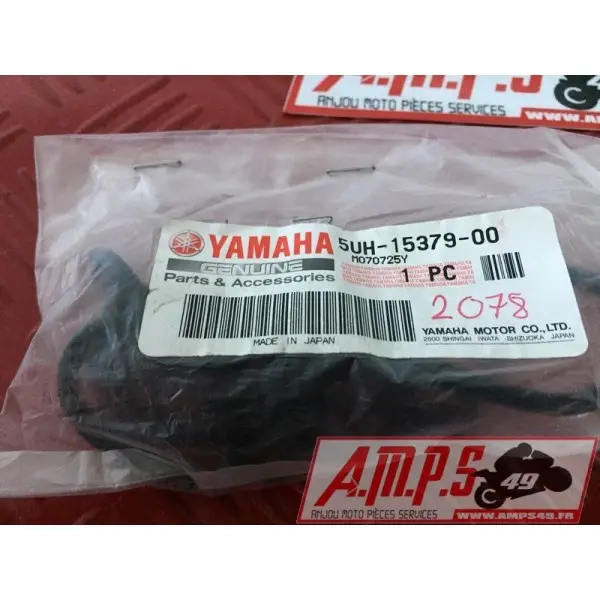 A.M.P.S 49
ANJOU MOTO PIÈCES SERVICES
YAMAHA
GENUINE
Parts & Accessories
MADE IN JAPAN
5UH-15379-00
M070725Y
1 PC
2078
YAMAHA MOTOR CO.,LTD.
2500 SHINGAI IWATA SHIZUOKA JAPAN
A.M.P.S 49
ANJOU MOTO PIÈCES SERVICES
WWW.AMPS49.FR